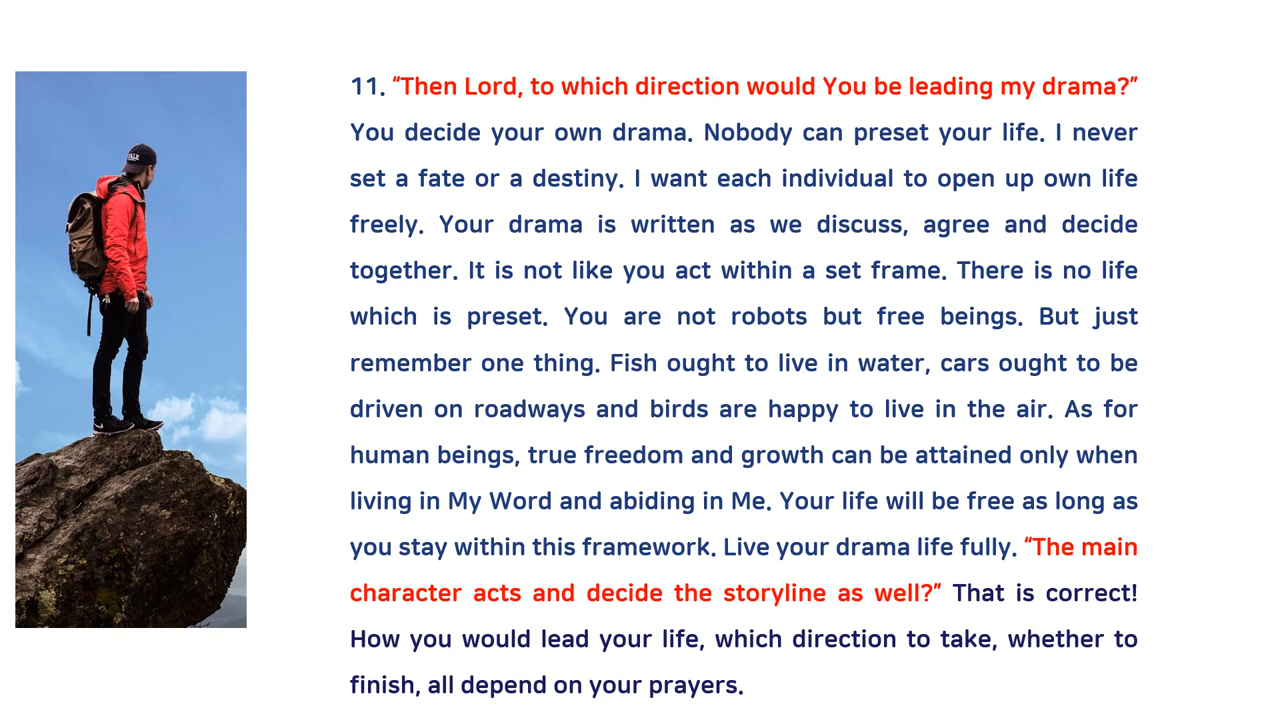 11. “Then Lord, to which direction would You be leading my drama?”
You decide your own drama. Nobody can preset your life. I never
set a fate or a destiny. I want each individual to open up own life
freely. Your drama is written as we discuss, agree and decide
together. It is not like you act within a set frame. There is no life
which is preset. You are not robots but free beings. But just
remember one thing. Fish ought to live in water, cars ought to be
driven on roadways and birds are happy to live in the air. As for
human beings, true freedom and growth can be attained only when
living in My Word and abiding in Me. Your life will be free as long as
you stay within this framework. Live your drama life fully. “The main
character acts and decide the storyline as well?” That is correct!
How you would lead your life, which direction to take, whether to
finish, all depend on your prayers.